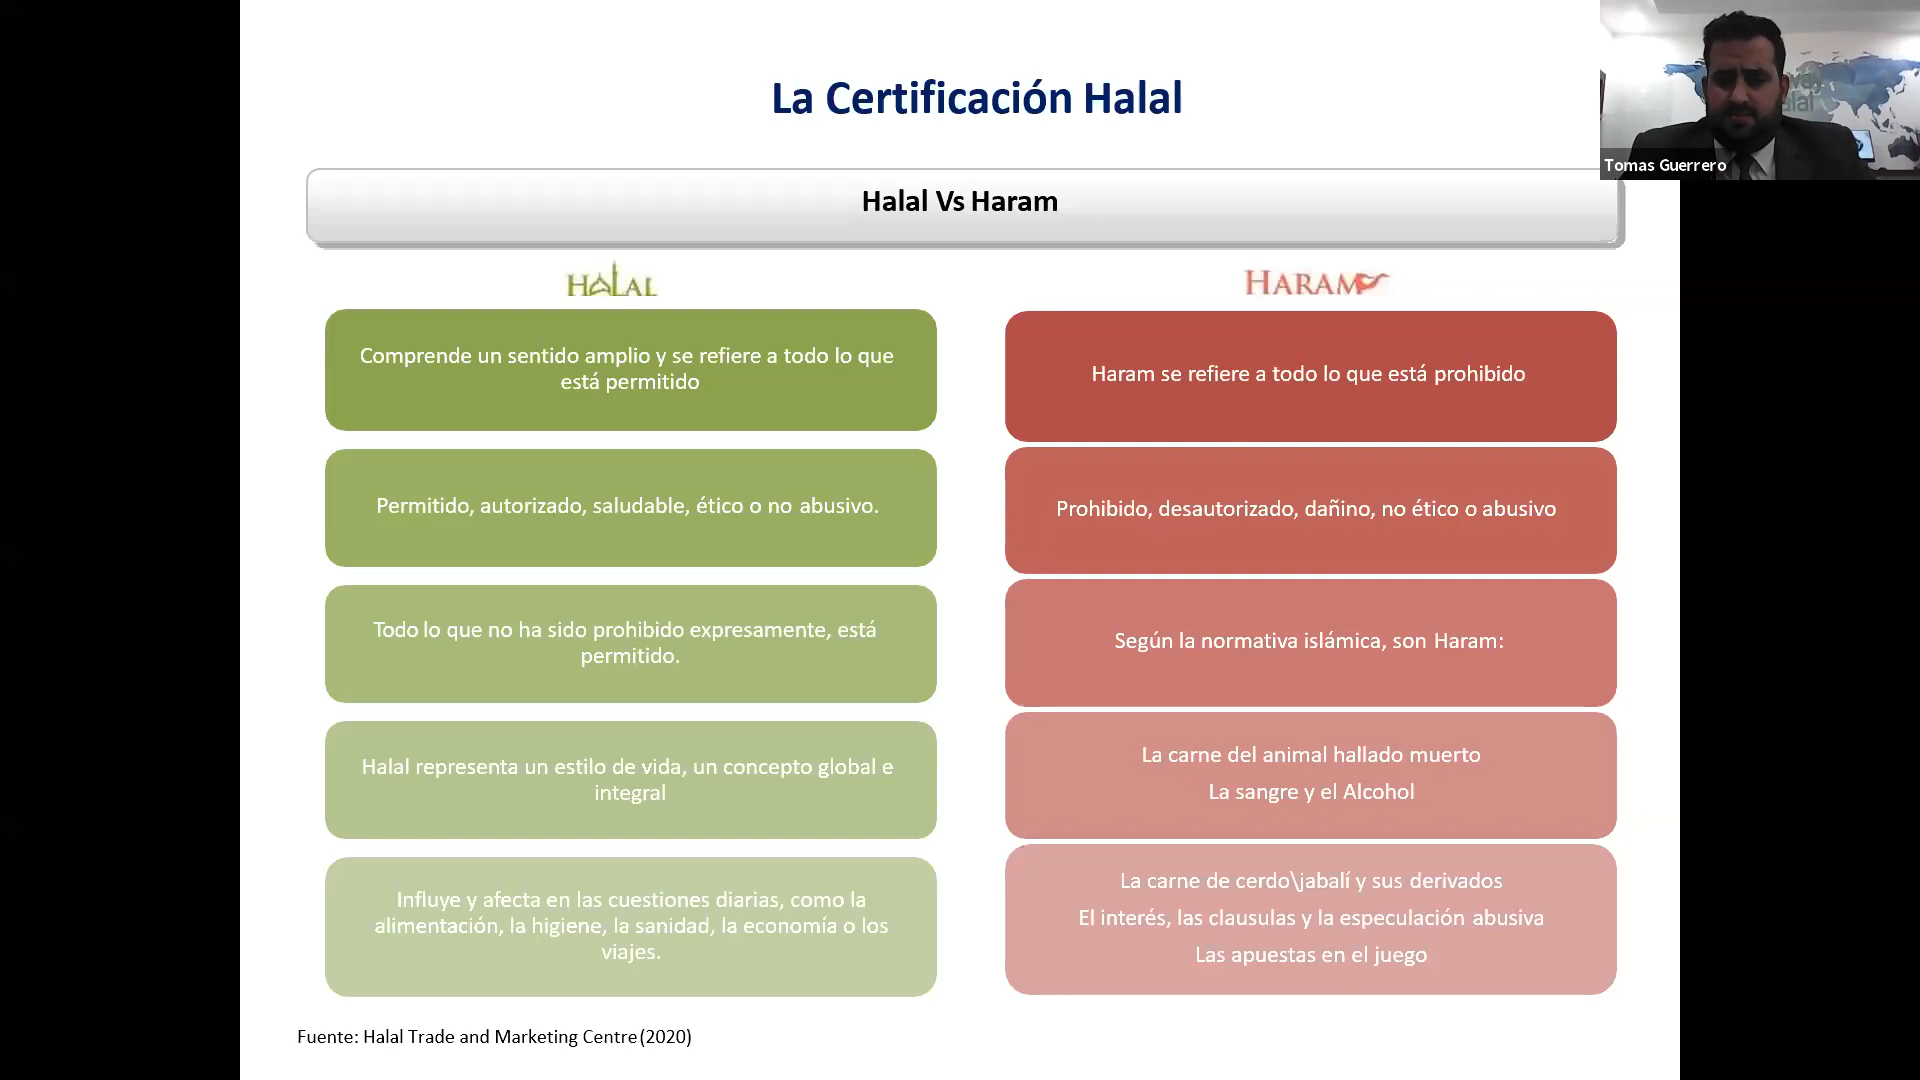 La Certificación Halal
Tomas Guerrero
Halal Vs Haram
HALAL
HARAM
Comprende un sentido amplio y se refiere a todo lo que
está permitido
Permitido, autorizado, saludable, ético o no abusivo.
Todo lo que no ha sido prohibido expresamente, está
permitido.
Halal representa un estilo de vida, un concepto global e
integral
Influye y afecta en las cuestiones diarias, como la
alimentación, la higiene, la sanidad, la economía o los
viajes.
Haram se refiere a todo lo que está prohibido
Prohibido, desautorizado, dañino, no ético o abusivo
Según la normativa islámica, son Haram:
La carne del animal hallado muerto
La sangre y el Alcohol
La carne de cerdo\jabalí y sus derivados
El interés, las clausulas y la especulación abusiva
Las apuestas en el juego
Fuente: Halal Trade and Marketing Centre (2020)